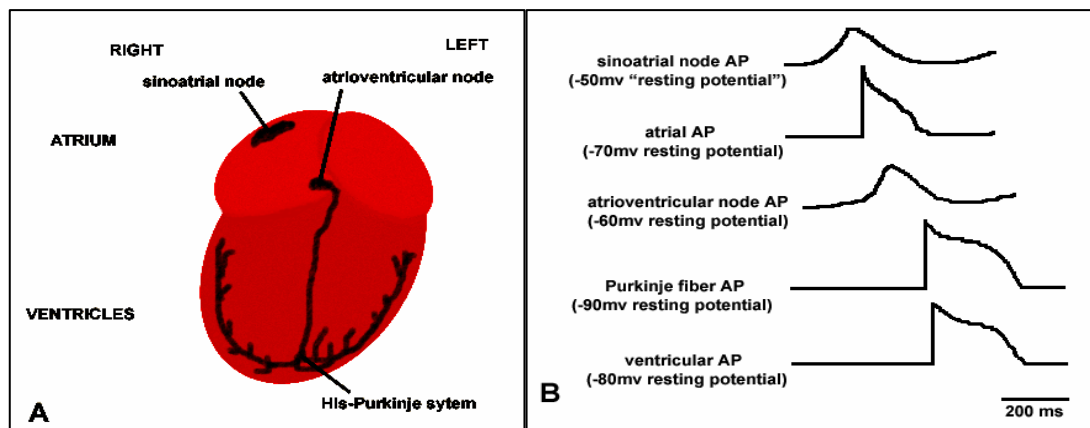 RIGHT
LEFT
sinoatrial node
atrioventricular node
ATRIUM
VENTRICLES
HIs-Purkinje sytem
A
sinoatrial node AP
(-50mv “resting potential”)
atrial AP
(-70mv resting potential)
atrioventricular node AP
(-60mv resting potential)
Purkinje fiber AP
(-90mv resting potential)
ventricular AP
(-80mv resting potential)
B
200 ms